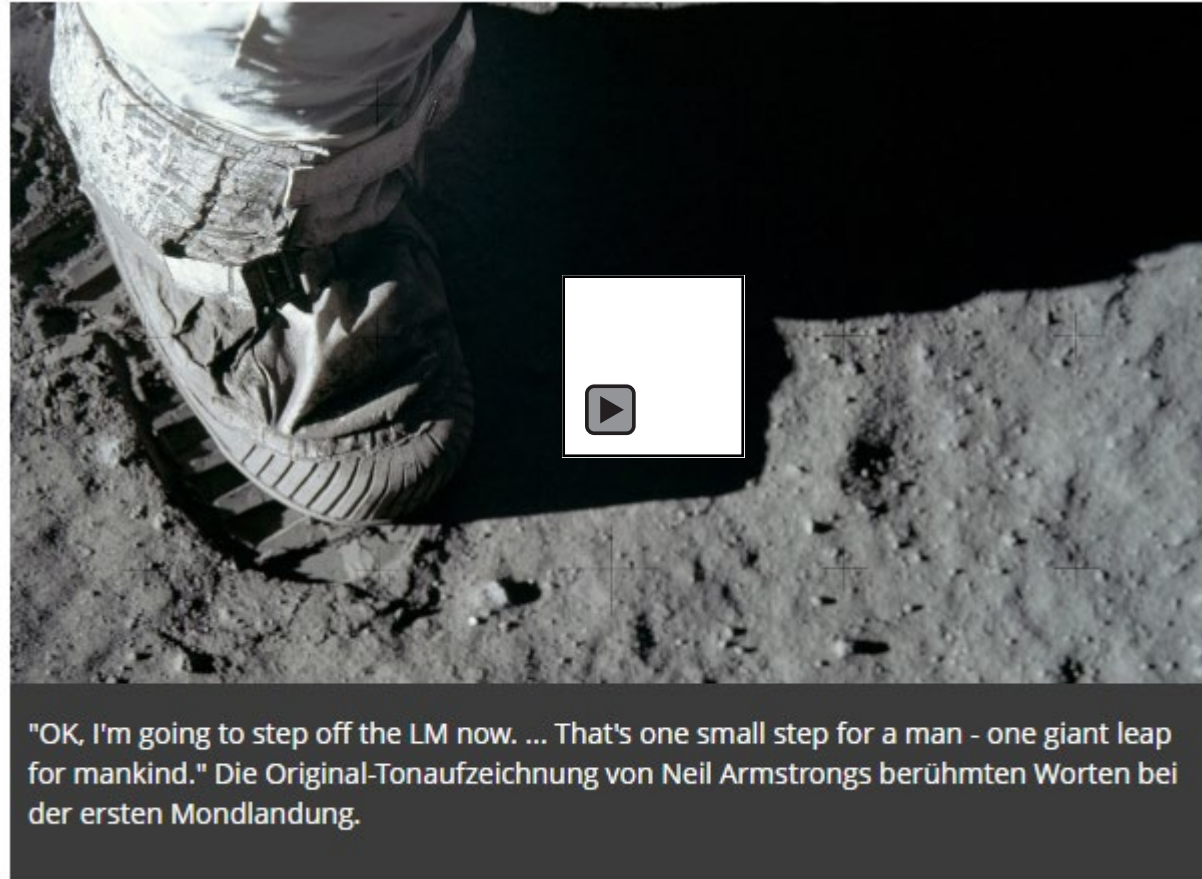 "OK, I'm going to step off the LM now. ... That's one small step for a man - one giant leap
for mankind." Die Original-Tonaufzeichnung von Neil Armstrongs berühmten Worten bei
der ersten Mondlandung.